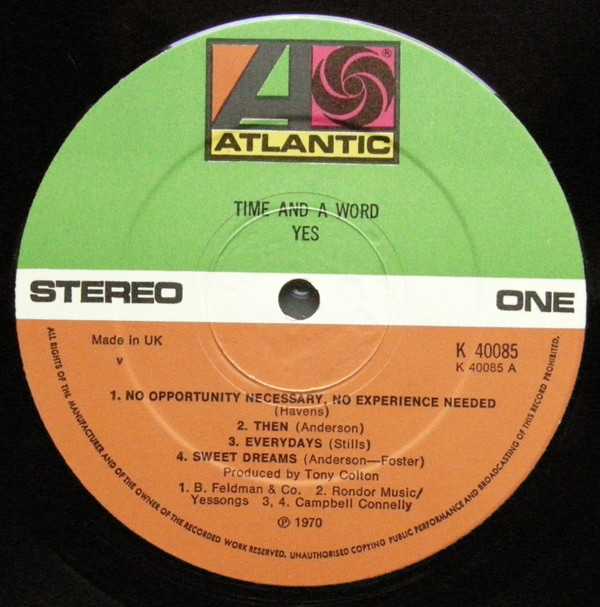 ATLANTIC
®
TIME AND A WORD
YES
STEREO
ONE
Made in UK
v
K 40085
K 40085 A
1. NO OPPORTUNITY NECESSARY, NO EXPERIENCE NEEDED
(Havens)
2. THEN (Anderson)
3. EVERYDAYS (Stills)
4. SWEET DREAMS (Anderson—Foster)
Produced by Tony Colton
1. B. Feldman & Co. 2. Rondor Music/
Yessongs 3, 4. Campbell Connelly
℗ 1970
ALL RIGHTS OF THE MANUFACTURER AND OF THE OWNER OF THE RECORDED WORK RESERVED. UNAUTHORISED COPYING PUBLIC PERFORMANCE AND BROADCASTING OF THIS RECORD PROHIBITED.